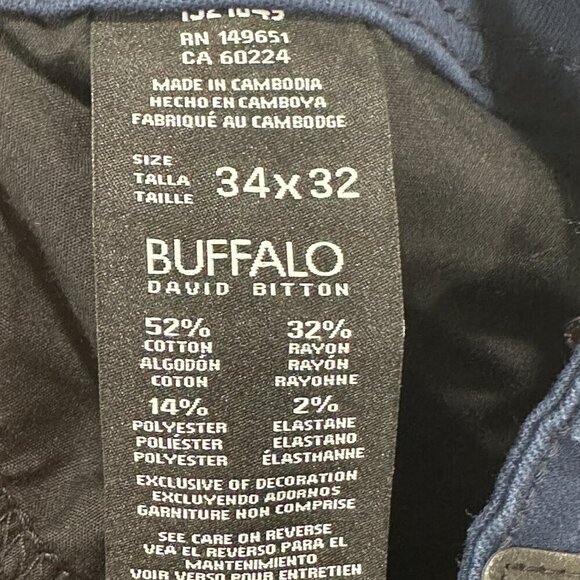 RN 149651
CA 60224
MADE IN CAMBODIA
HECHO EN CAMBOYA
FABRIQUÉ AU CAMBODGE
SIZE
TALLA 34x32
TAILLE
BUFFALO
DAVID BITTON
52% 32%
COTTON RAYON
ALGODÓN RAYÓN
COTON RAYONNE
14% 2%
POLYESTER ELASTANE
POLIÉSTER ELASTANO
POLYESTER ÉLASTHANNE
EXCLUSIVE OF DECORATION
EXCLUYENDO ADORNOS
GARNITURE NON COMPRISE
SEE CARE ON REVERSE
VEA EL REVERSO PARA EL
MANTENIMIENTO
VOIR VERSO POUR ENTRETIEN